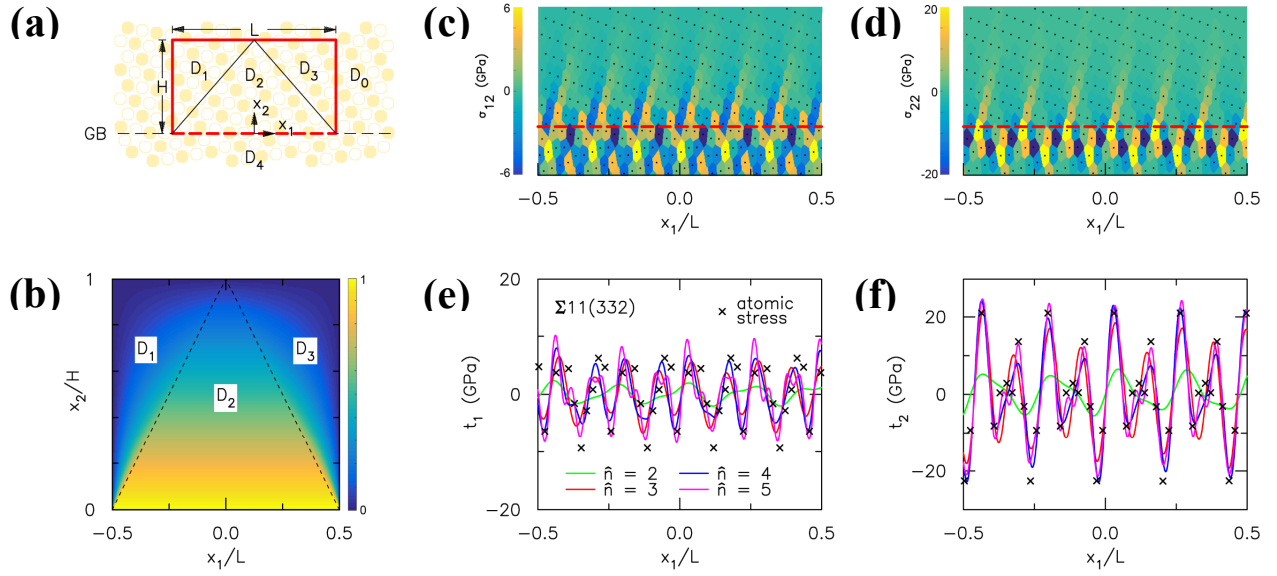 (a)
L
D1
D2
D3
D0
H
x2
x1
GB
D4
(b)
1
x2/H
0
D1
D3
D2
1
0
−0.5
0.0
0.5
x1/L
(c)
6
0
-6
σ12 (GPa)
−0.5
0.0
0.5
x1/L
(d)
20
0
-20
σ22 (GPa)
−0.5
0.0
0.5
x1/L
(e)
20
0
−20
t1 (GPa)
Σ11(332)
× atomic
stress
n̂ = 2
n̂ = 4
n̂ = 3
n̂ = 5
−0.5
0.0
0.5
x1/L
(f)
20
0
−20
t2 (GPa)
−0.5
0.0
0.5
x1/L